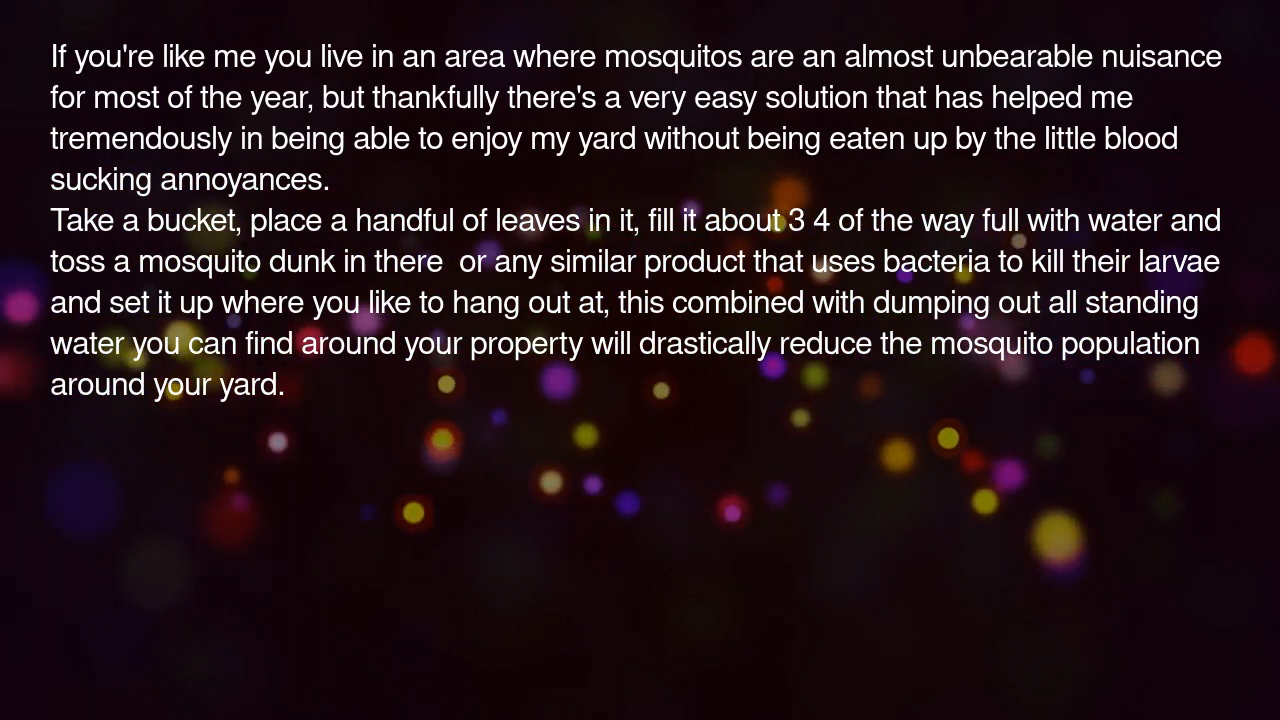 If you're like me you live in an area where mosquitos are an almost unbearable nuisance
for most of the year, but thankfully there's a very easy solution that has helped me
tremendously in being able to enjoy my yard without being eaten up by the little blood
sucking annoyances.
Take a bucket, place a handful of leaves in it, fill it about 3 4 of the way full with water and
toss a mosquito dunk in there  or any similar product that uses bacteria to kill their larvae
and set it up where you like to hang out at, this combined with dumping out all standing
water you can find around your property will drastically reduce the mosquito population
around your yard.